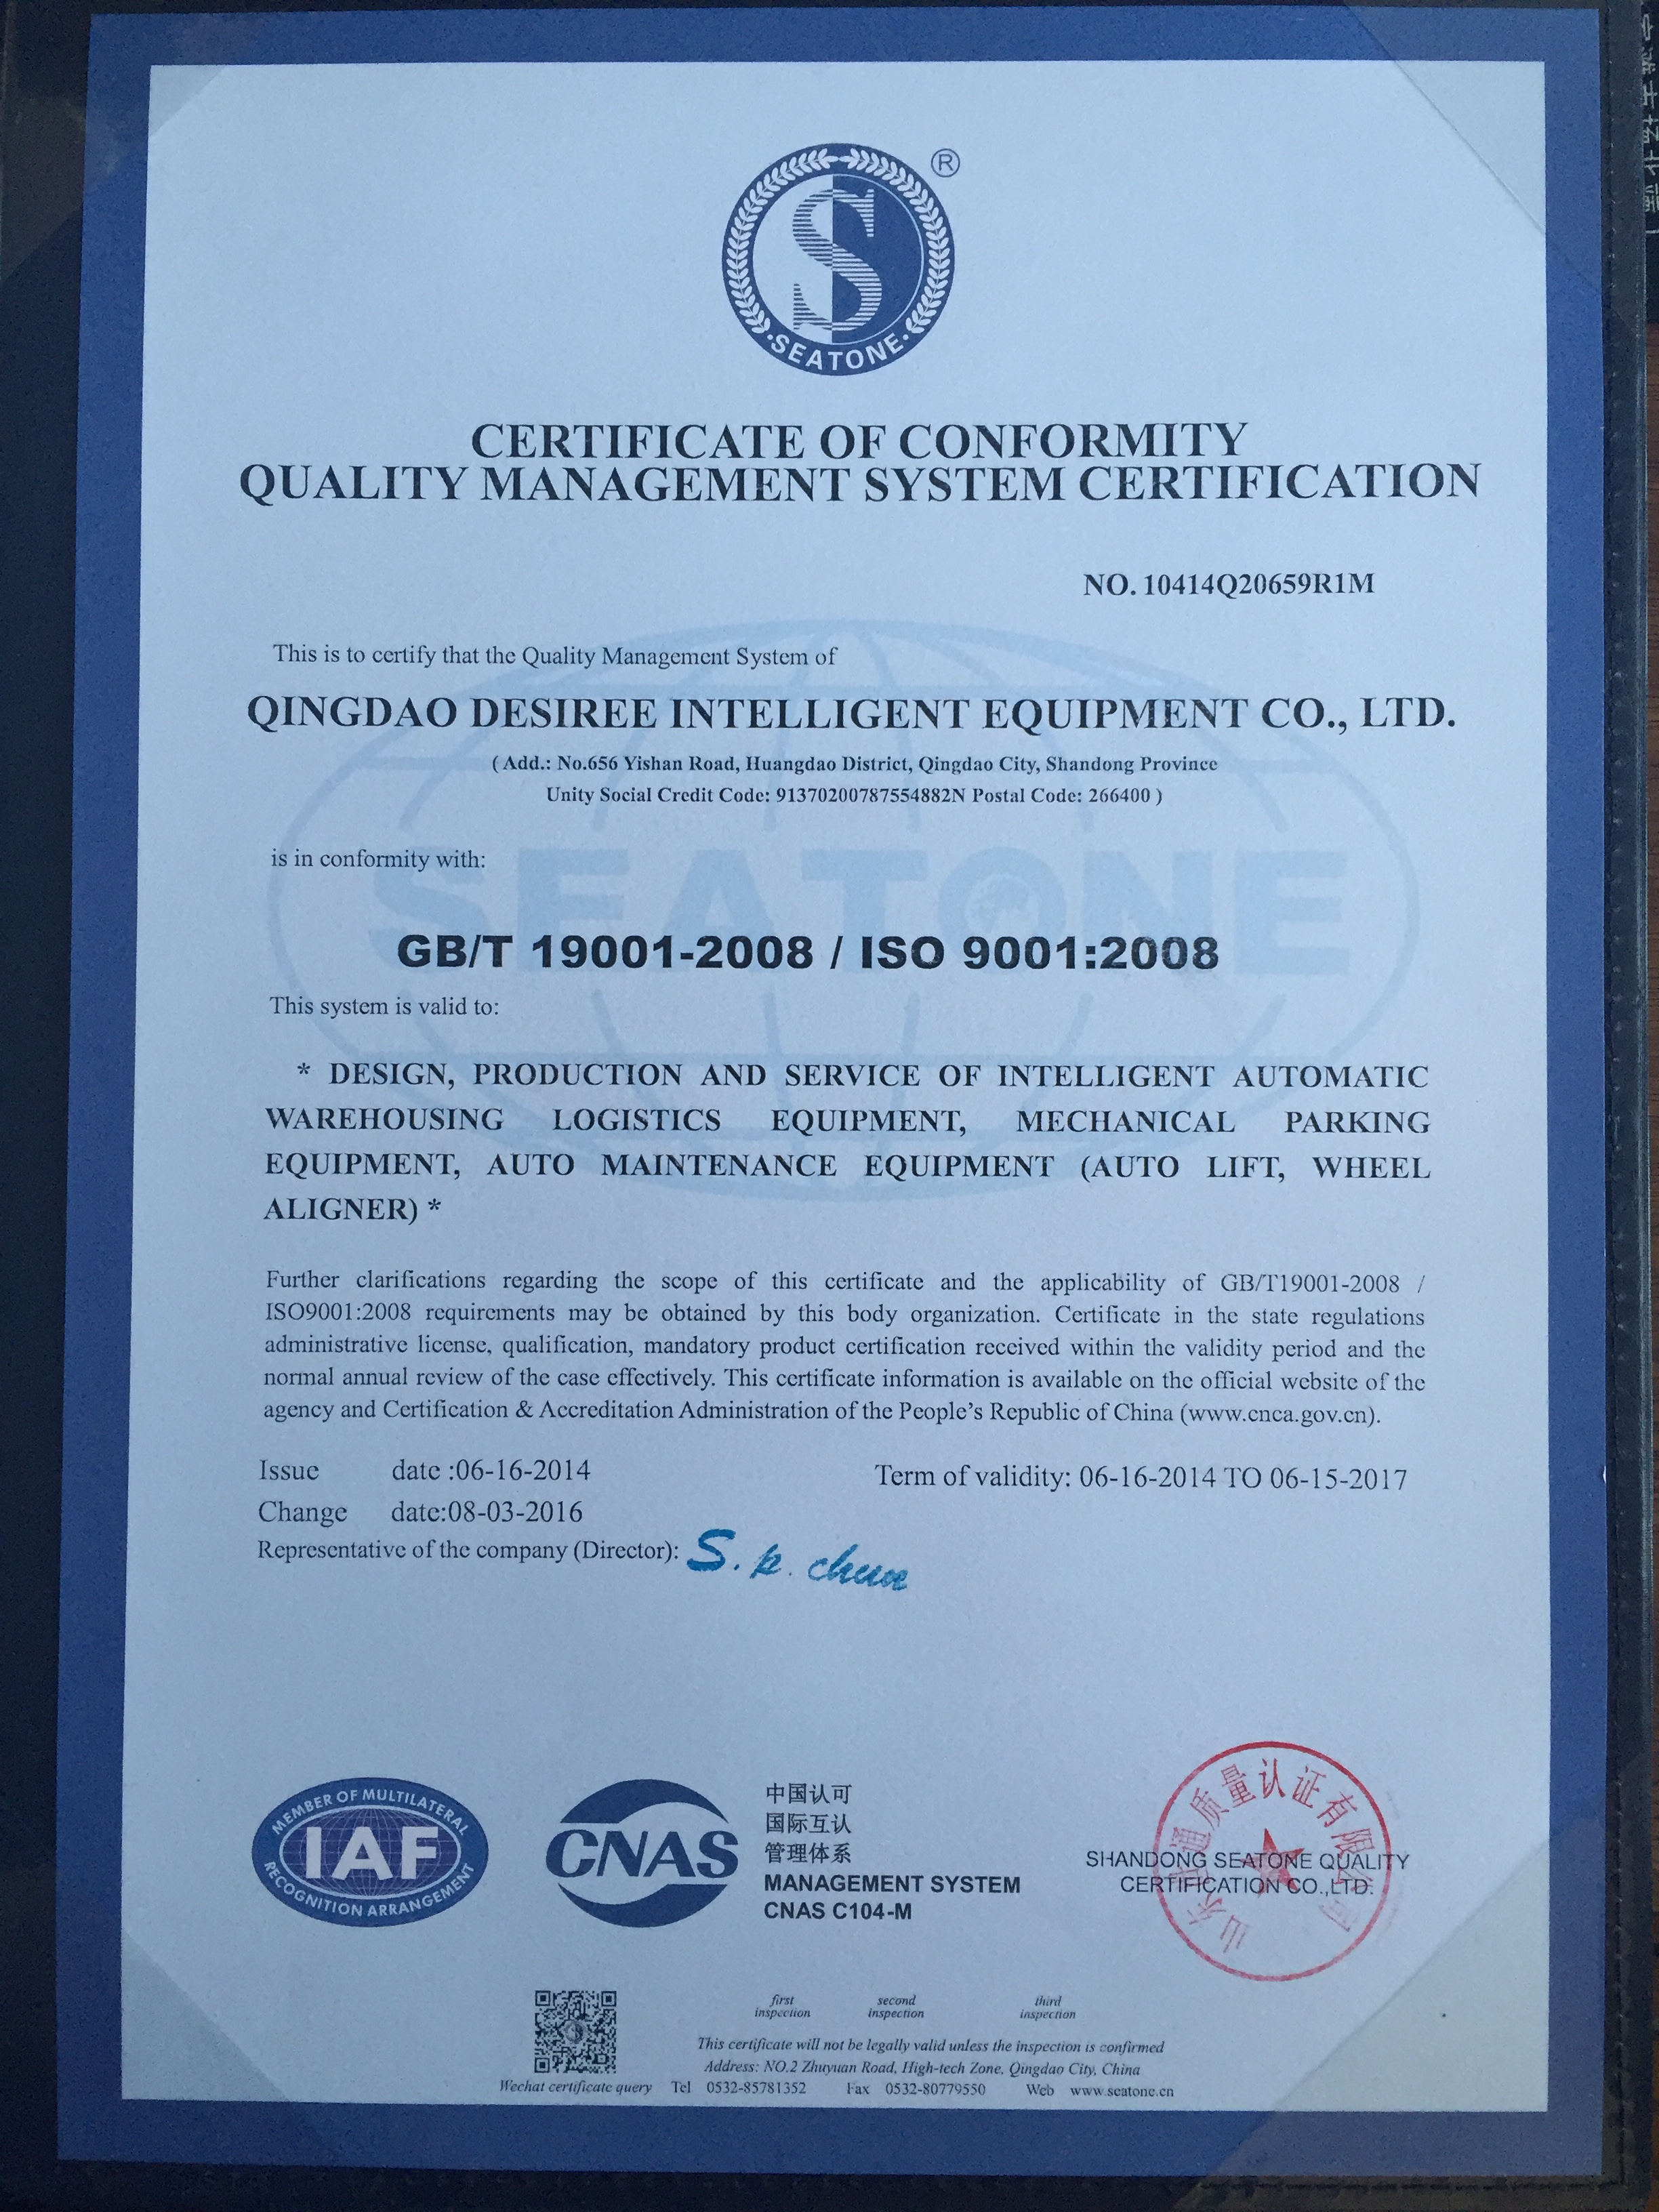 ®
S
SEATONE
CERTIFICATE OF CONFORMITY
QUALITY MANAGEMENT SYSTEM CERTIFICATION
NO. 10414Q20659R1M
This is to certify that the Quality Management System of
QINGDAO DESIREE INTELLIGENT EQUIPMENT CO., LTD.
( Add.: No.656 Yishan Road, Huangdao District, Qingdao City, Shandong Province
Unity Social Credit Code: 91370200787554882N Postal Code: 266400 )
is in conformity with:
SEATONE
GB/T 19001-2008 / ISO 9001:2008
This system is valid to:
* DESIGN, PRODUCTION AND SERVICE OF INTELLIGENT AUTOMATIC
WAREHOUSING LOGISTICS EQUIPMENT, MECHANICAL PARKING
EQUIPMENT, AUTO MAINTENANCE EQUIPMENT (AUTO LIFT, WHEEL
ALIGNER) *
Further clarifications regarding the scope of this certificate and the applicability of GB/T19001-2008 /
ISO9001:2008 requirements may be obtained by this body organization. Certificate in the state regulations
administrative license, qualification, mandatory product certification received within the validity period and the
normal annual review of the case effectively. This certificate information is available on the official website of the
agency and Certification & Accreditation Administration of the People's Republic of China (www.cnca.gov.cn).
Issue date :06-16-2014
Term of validity: 06-16-2014 TO 06-15-2017
Change date:08-03-2016
Representative of the company (Director): S. p. chun
MEMBER OF MULTILATERAL
IAF
RECOGNITION ARRANGEMENT
CNAS
中国认可
国际互认
管理体系
MANAGEMENT SYSTEM
CNAS C104-M
山东世通质量认证有限公司
SHANDONG SEATONE QUALITY
CERTIFICATION CO.,LTD.
first inspection
second inspection
third inspection
This certificate will not be legally valid unless the inspection is confirmed
Address: NO.2 Zhuyuan Road, High-tech Zone, Qingdao City, China
Wechat certificate query Tel 0532-85781352 Fax 0532-80779550 Web www.seatone.cn